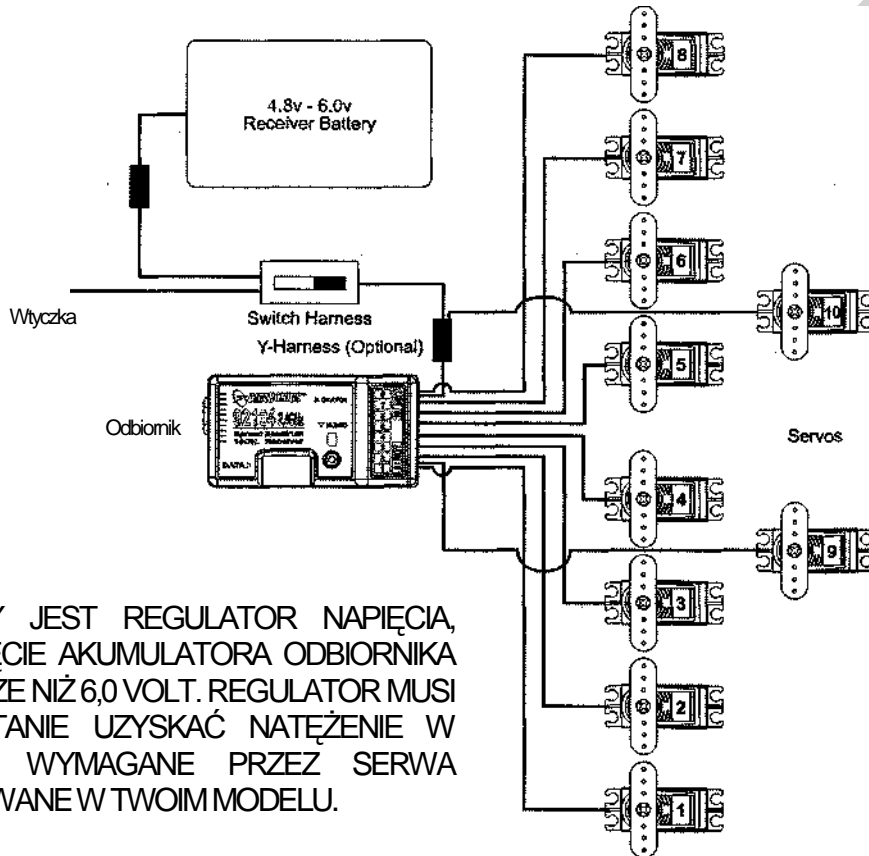 8
4.8v - 6.0v
Receiver Battery
7
6
10
Wtyczka
Switch Harness
Y-Harness (Optional)
5
Odbiornik
Servos
4
9
3
Y JEST REGULATOR NAPIĘCIA,
ĘCIE AKUMULATORA ODBIORNIKA
ZE NIŻ 6,0 VOLT. REGULATOR MUSI
TANIE UZYSKAĆ NATĘŻENIE W
WYMAGANE PRZEZ SERWA
WANE W TWOIM MODELU.
2
1